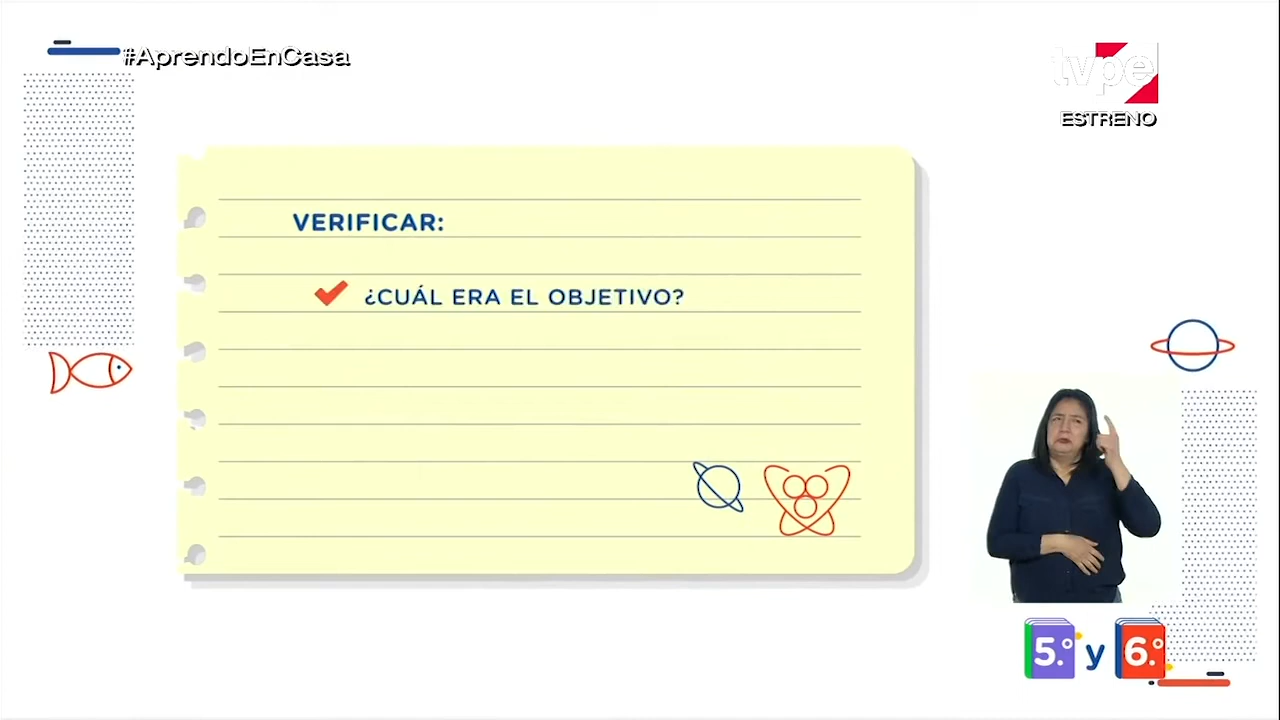 #AprendoEnCasa
tvpe
ESTRENO
VERIFICAR:
¿CUÁL ERA EL OBJETIVO?
5.° y 6.°